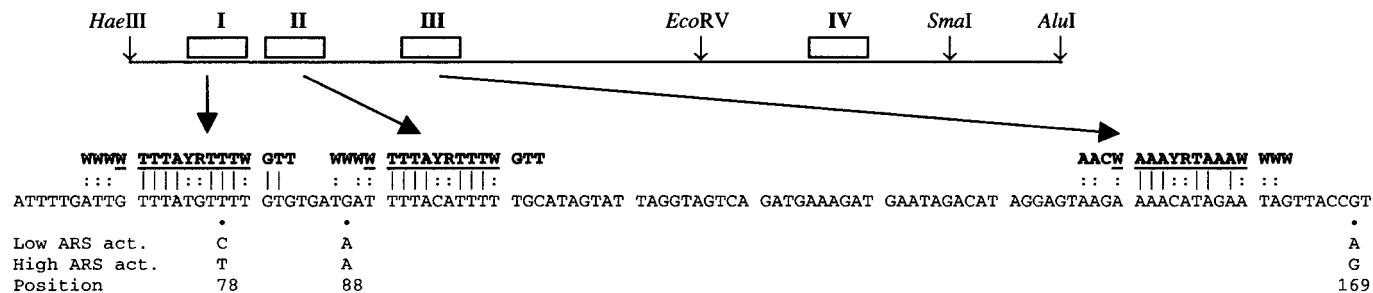 HaeIII I II III EcoRV IV SmaI AluI
WWWW TTTAYRTTTW GTT WWWW TTTAYRTTTW GTT AACW AAAYRTAAAW WWW
ATTTTGATTG TTTATGTTTT GTGTGATGAT TTTACATTTT TGCATAGTAT TAGGTAGTCA GATGAAAGAT GAATAGACAT AGGAGTAAGA AAACATAGAA TAGTTACCGT
Low ARS act. C A A
High ARS act. T A G
Position 78 88 169